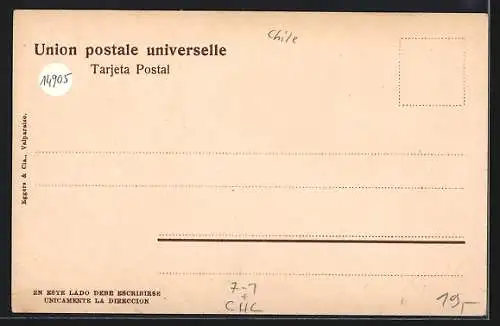 Chile
Union postale universelle
Tarjeta Postal
14905
Eggers & Cia., Valparaiso.
EN ESTE LADO DEBE ESCRIBIRSE
UNICAMENTE LA DIRECCION
7-7
+
CHC
19,-